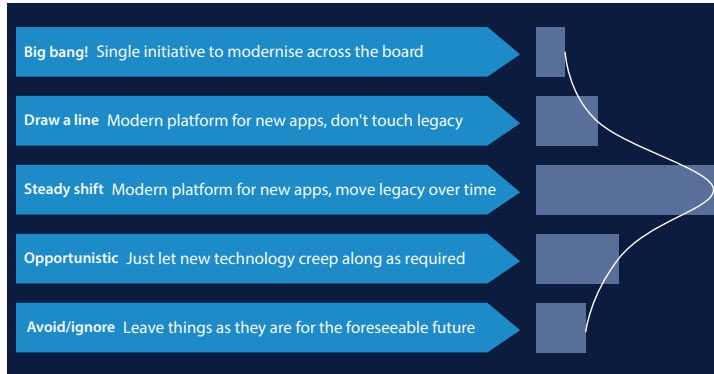 Big bang! Single initiative to modernise across the board
Draw a line Modern platform for new apps, don't touch legacy
Steady shift Modern platform for new apps, move legacy over time
Opportunistic Just let new technology creep along as required
Avoid/ignore Leave things as they are for the foreseeable future